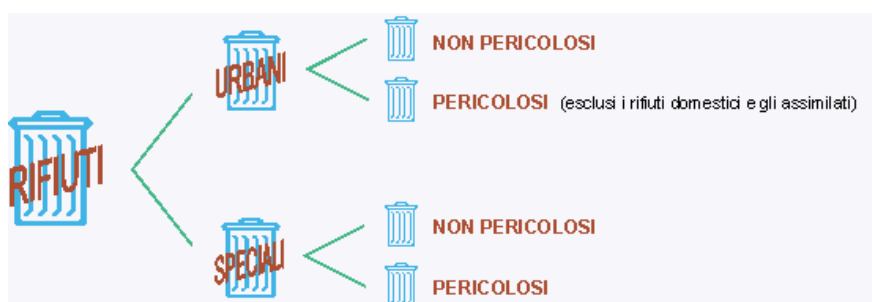 RIFIUTI
URBANI
NON PERICOLOSI
PERICOLOSI (esclusi i rifiuti domestici e gli assimilati)
SPECIALI
NON PERICOLOSI
PERICOLOSI